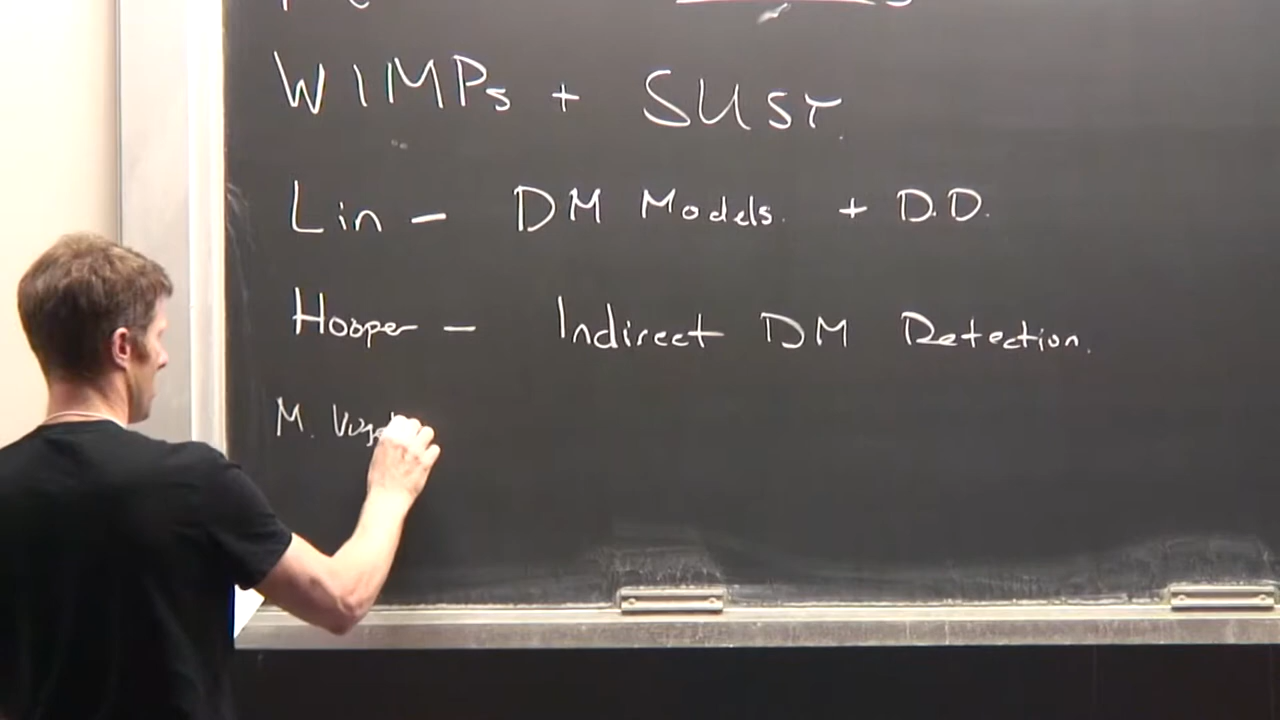 WIMPs + SUSY.
Lin - DM Models. + D.D.
Hooper - Indirect DM Detection.
M.